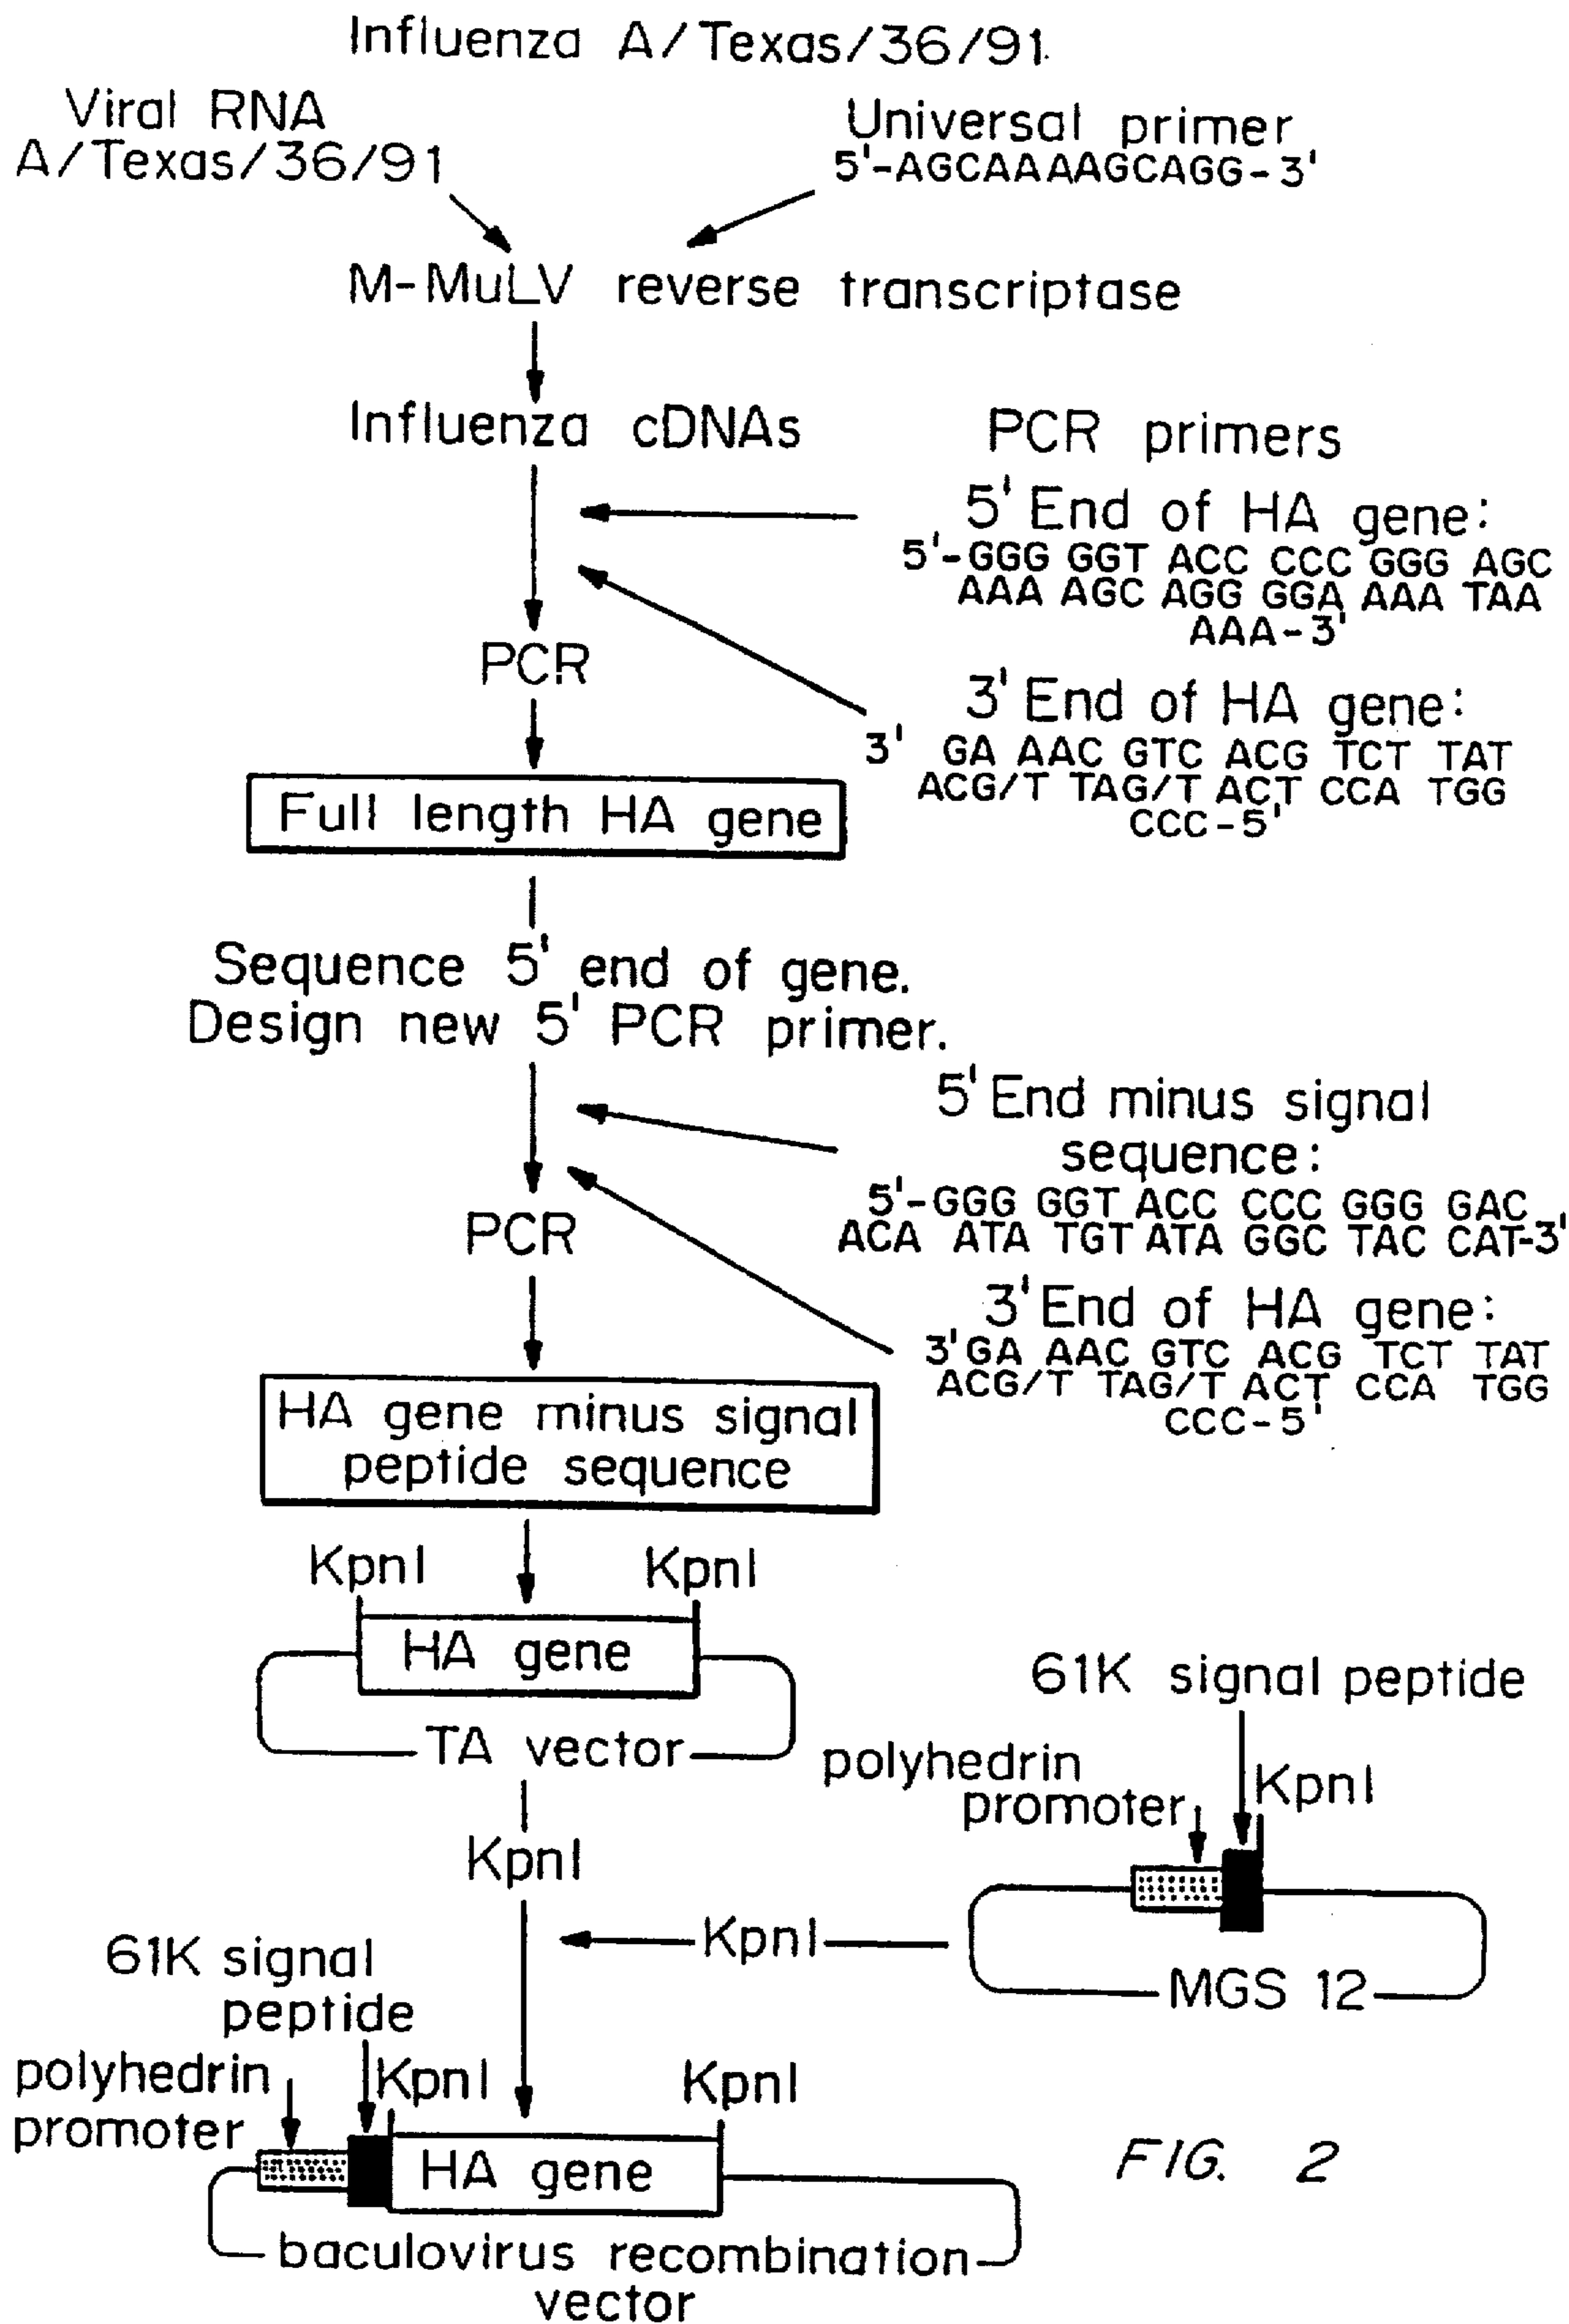 Influenza A/Texas/36/91
Viral RNA
A/Texas/36/91
Universal primer
5'-AGCAAAAGCAGG-3'
M-MuLV reverse transcriptase
Influenza cDNAs
PCR primers
5' End of HA gene:
5'-GGG GGT ACC CCC GGG AGC
AAA AGC AGG GGA AAA TAA
AAA-3'
PCR
3' End of HA gene:
3' GA AAC GTC ACG TCT TAT
ACG/T TAG/T ACT CCA TGG
CCC-5'
Full length HA gene
Sequence 5' end of gene.
Design new 5' PCR primer.
5' End minus signal
sequence:
5'-GGG GGT ACC CCC GGG GAC
ACA ATA TGT ATA GGC TAC CAT-3'
PCR
3' End of HA gene:
3'GA AAC GTC ACG TCT TAT
ACG/T TAG/T ACT CCA TGG
CCC-5'
HA gene minus signal
peptide sequence
KpnI KpnI
HA gene
TA vector
61K signal peptide
polyhedrin
promoter
KpnI
KpnI
KpnI
MGS 12
61K signal
peptide
polyhedrin
promoter
KpnI KpnI
HA gene
baculovirus recombination
vector
FIG. 2